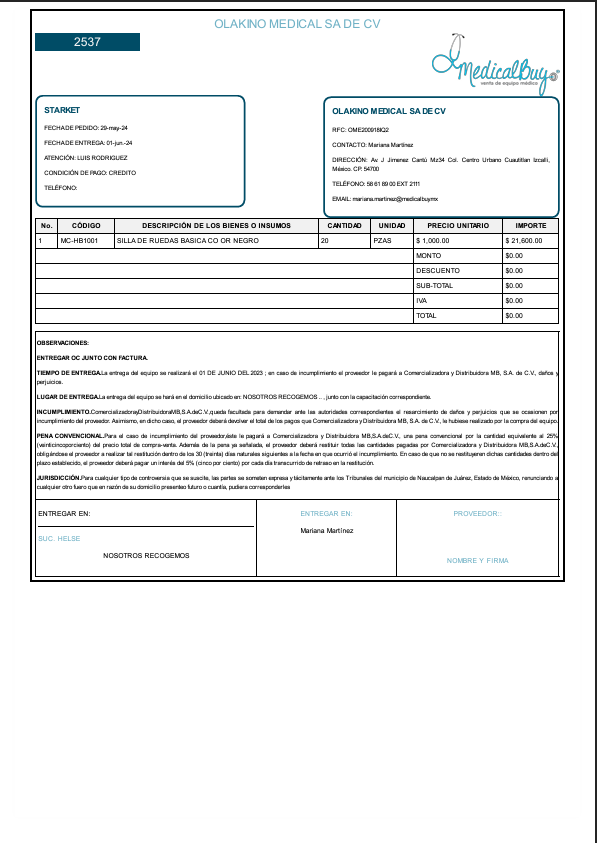 OLAKINO MEDICAL SA DE CV
2537
MedicalBuy
venta de equipo médico
STARKET
FECHA DE PEDIDO: 29-may-24
FECHA DE ENTREGA: 01-jun.-24
ATENCIÓN: LUIS RODRIGUEZ
CONDICIÓN DE PAGO: CREDITO
TELÉFONO:
OLAKINO MEDICAL SA DE CV
RFC: OME200918IQ2
CONTACTO: Mariana Martínez
DIRECCIÓN: Av. J Jimenez Cantú Mz34 Col. Centro Urbano Cuautitlan Izcalli,
México. CP. 54700
TELÉFONO: 58 61 69 00 EXT 2111
EMAIL: mariana.martinez@medicalbuymx
No. CÓDIGO DESCRIPCIÓN DE LOS BIENES O INSUMOS CANTIDAD UNIDAD PRECIO UNITARIO IMPORTE
1 MC-HB1001 SILLA DE RUEDAS BASICA CO OR NEGRO 20 PZAS $ 1,000.00 $ 21,600.00
MONTO $0.00
DESCUENTO $0.00
SUB-TOTAL $0.00
IVA $0.00
TOTAL $0.00
OBSERVACIONES:
ENTREGAR OC JUNTO CON FACTURA.
TIEMPO DE ENTREGA.La entrega del equipo se realizará el 01 DE JUNIO DEL 2023 ; en caso de incumplimiento el proveedor le pagará a Comercializadora y Distribuidora MB, S.A. de C.V., daños y
perjuicios.
LUGAR DE ENTREGA.La entrega del equipo se hará en el domicilio ubicado en: NOSOTROS RECOGEMOS ..., junto con la capacitación correspondiente.
INCUMPLIMIENTO.ComercializadorayDistribuidoraMB,S.A.deC.V.,queda facultada para demandar ante las autoridades correspondientes el resarcimiento de daños y perjuicios que se ocasionen por
incumplimiento del proveedor. Asimismo, en dicho caso, el proveedor deberá devolver el total de los pagos que Comercializadora y Distribuidora MB, S.A. de C.V., le hubiese realizado por la compra del equipo.
PENA CONVENCIONAL.Para el caso de incumplimiento del proveedor,éste le pagará a Comercializadora y Distribuidora MB,S.A.deC.V., una pena convencional por la cantidad equivalente al 25%
(veinticincoporciento) del precio total de compra-venta. Además de la pena ya señalada, el proveedor deberá restituir todas las cantidades pagadas por Comercializadora y Distribuidora MB,S.A.deC.V.,
obligándose el proveedor a realizar tal restitución dentro de los 30 (treinta) días naturales siguientes a la fecha en que ocurrió el incumplimiento. En caso de que no se restituyeren dichas cantidades dentro del
plazo establecido, el proveedor deberá pagar un interés del 5% (cinco por ciento) por cada día transcurrido de retraso en la restitución.
JURISDICCIÓN.Para cualquier tipo de controversia que se suscite, las partes se someten expresa y tácitamente ante los Tribunales del municipio de Naucalpan de Juárez, Estado de México, renunciando a
cualquier otro fuero que en razón de su domicilio presenteo futuro o cuantía, pudiera corresponderles
ENTREGAR EN:
SUC. HELSE
NOSOTROS RECOGEMOS
ENTREGAR EN:
Mariana Martínez
PROVEEDOR::
NOMBRE Y FIRMA